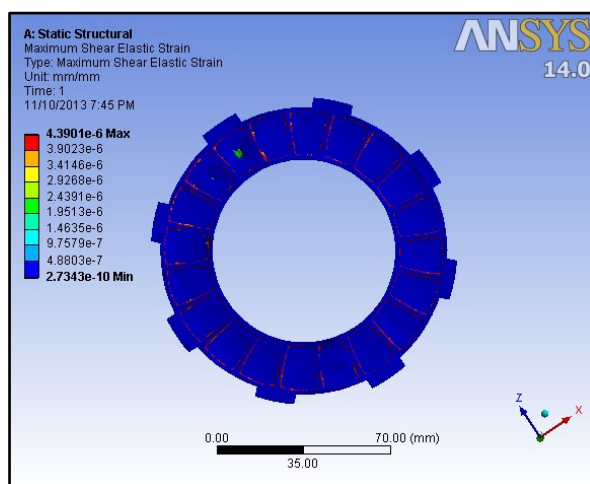 A: Static Structural
Maximum Shear Elastic Strain
Type: Maximum Shear Elastic Strain
Unit: mm/mm
Time: 1
11/10/2013 7:45 PM
ANSYS
14.0
4.3901e-6 Max
3.9023e-6
3.4146e-6
2.9268e-6
2.4391e-6
1.9513e-6
1.4635e-6
9.7579e-7
4.8803e-7
2.7343e-10 Min
Z
X
0.00
70.00 (mm)
35.00